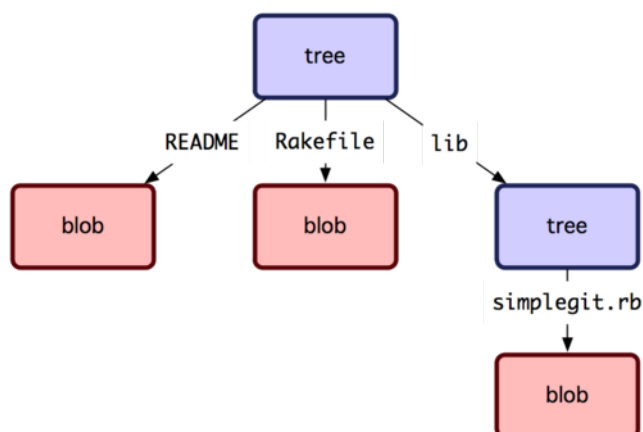 tree
README Rakefile lib
blob blob tree
simplegit.rb
blob